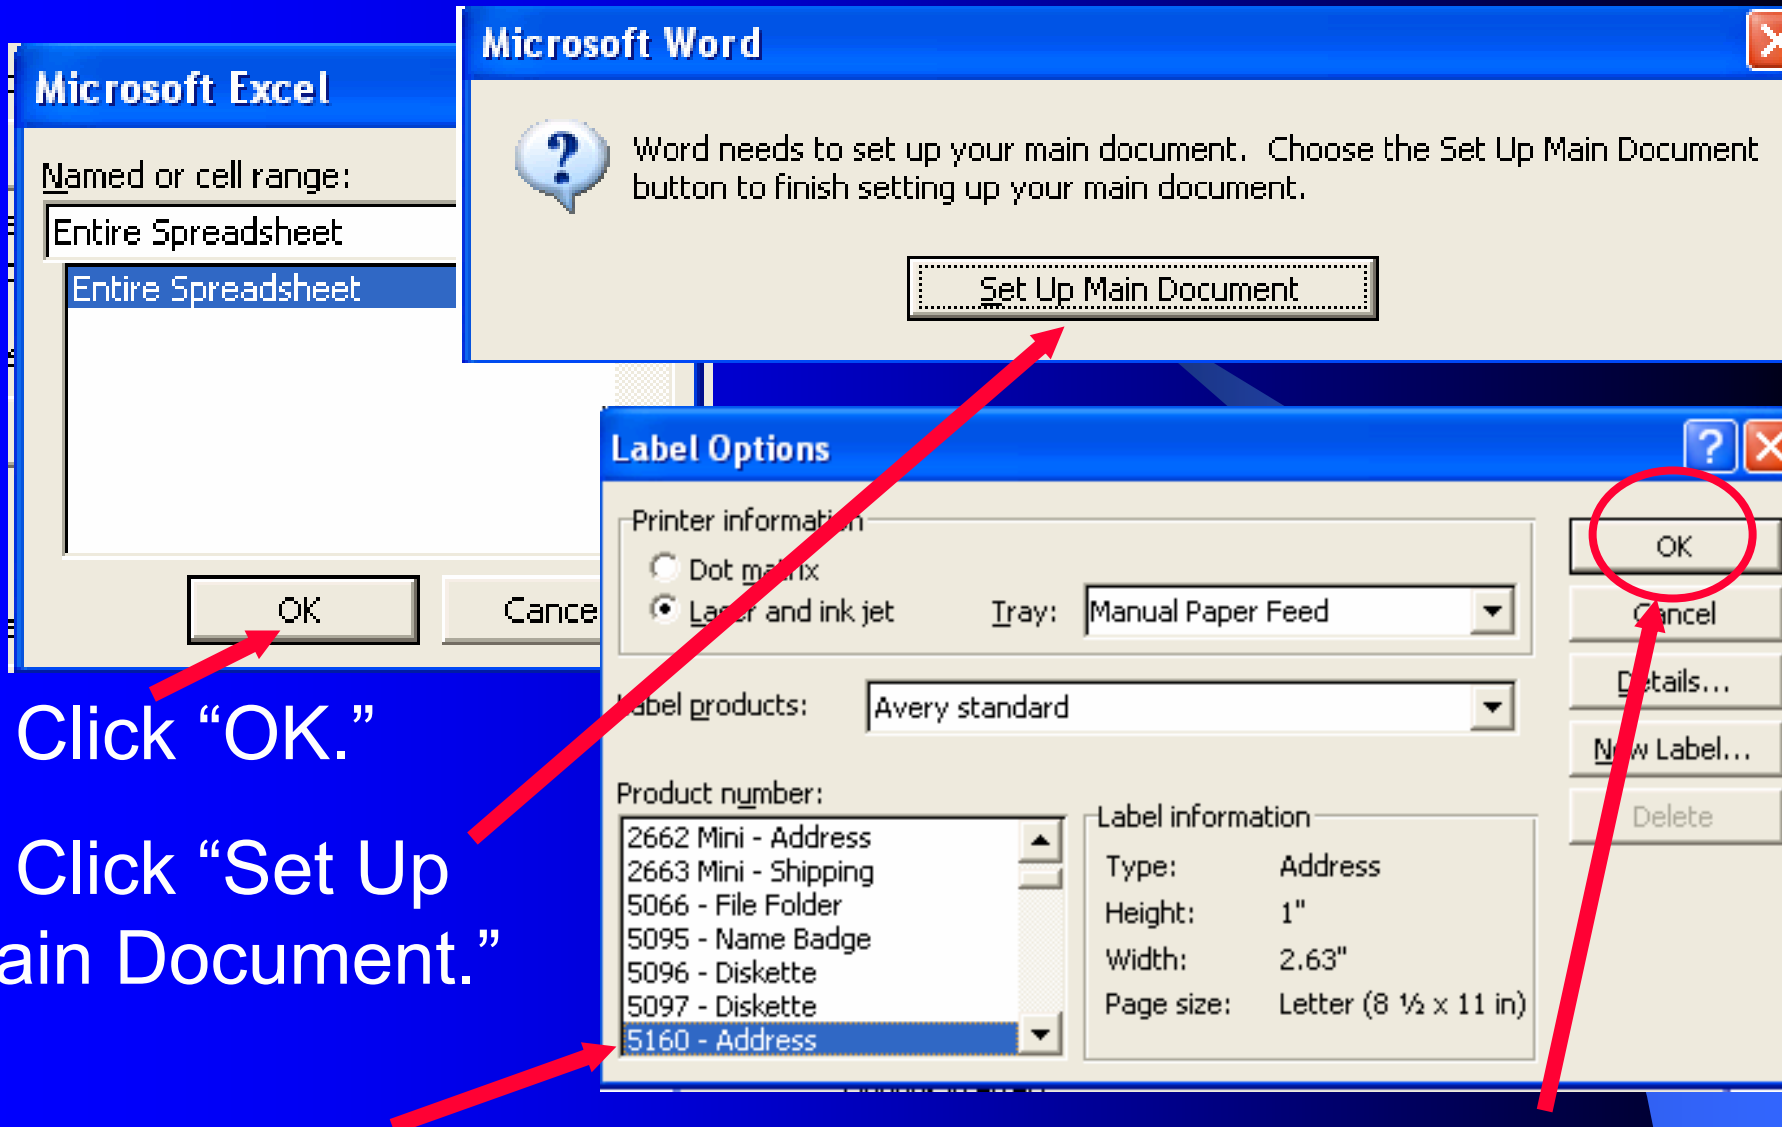 Microsoft Excel
Named or cell range:
Entire Spreadsheet
Entire Spreadsheet
OK
Cance
Microsoft Word
Word needs to set up your main document. Choose the Set Up Main Document
button to finish setting up your main document.
Set Up Main Document
Label Options
Printer information
Dot matrix
Laser and ink jet
Tray:
Manual Paper Feed
Label products:
Avery standard
Product number:
2662 Mini - Address
2663 Mini - Shipping
5066 - File Folder
5095 - Name Badge
5096 - Diskette
5097 - Diskette
5160 - Address
Label information
Type: Address
Height: 1"
Width: 2.63"
Page size: Letter (8 ½ x 11 in)
OK
Cancel
Details...
New Label...
Delete
Click “OK.”
Click “Set Up
ain Document.”